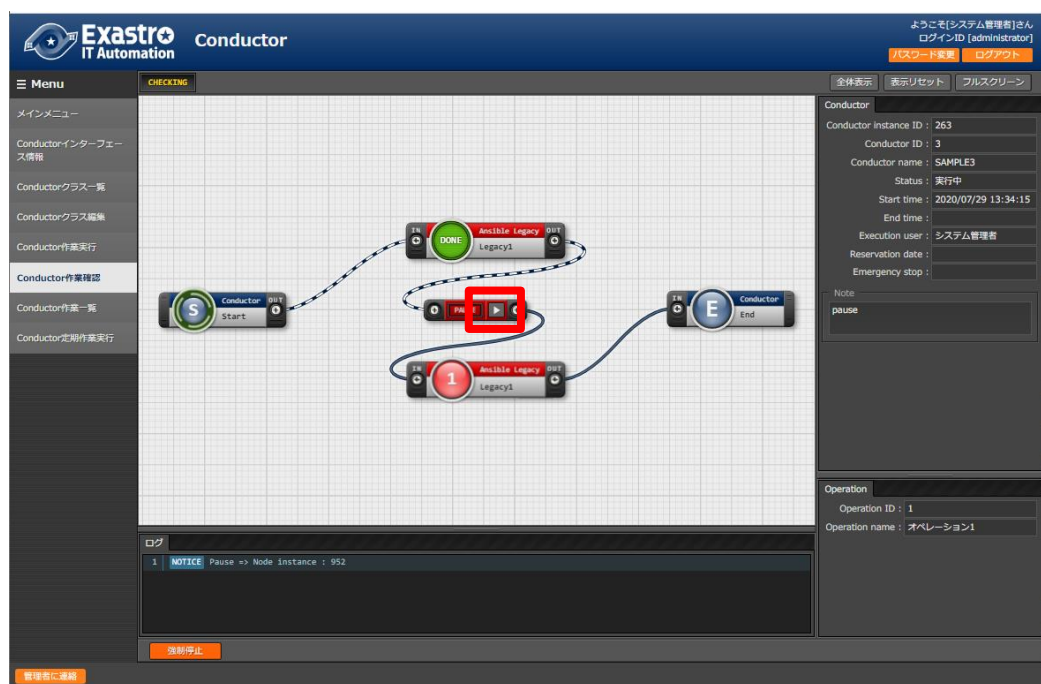 Exastro
IT Automation
Conductor
ようこそ[システム管理者]さん
ログインID [administrator]
パスワード変更
ログアウト
Menu
メインメニュー
Conductorインターフェー
ス情報
Conductorクラス一覧
Conductorクラス編集
Conductor作業実行
Conductor作業確認
Conductor作業一覧
Conductor定期作業実行
CHECKING
全体表示
表示リセット
フルスクリーン
IN
DONE
Ansible Legacy
Legacy1
OUT
S
Conductor
Start
OUT
IN
E
Conductor
End
IN
1
Ansible Legacy
Legacy1
OUT
Conductor
Conductor instance ID : 263
Conductor ID : 3
Conductor name : SAMPLE3
Status : 実行中
Start time : 2020/07/29 13:34:15
End time :
Execution user : システム管理者
Reservation date :
Emergency stop :
Note
pause
Operation
Operation ID : 1
Operation name : オペレーション1
ログ
1 NOTICE Pause => Node instance : 952
強制停止
管理者に連絡